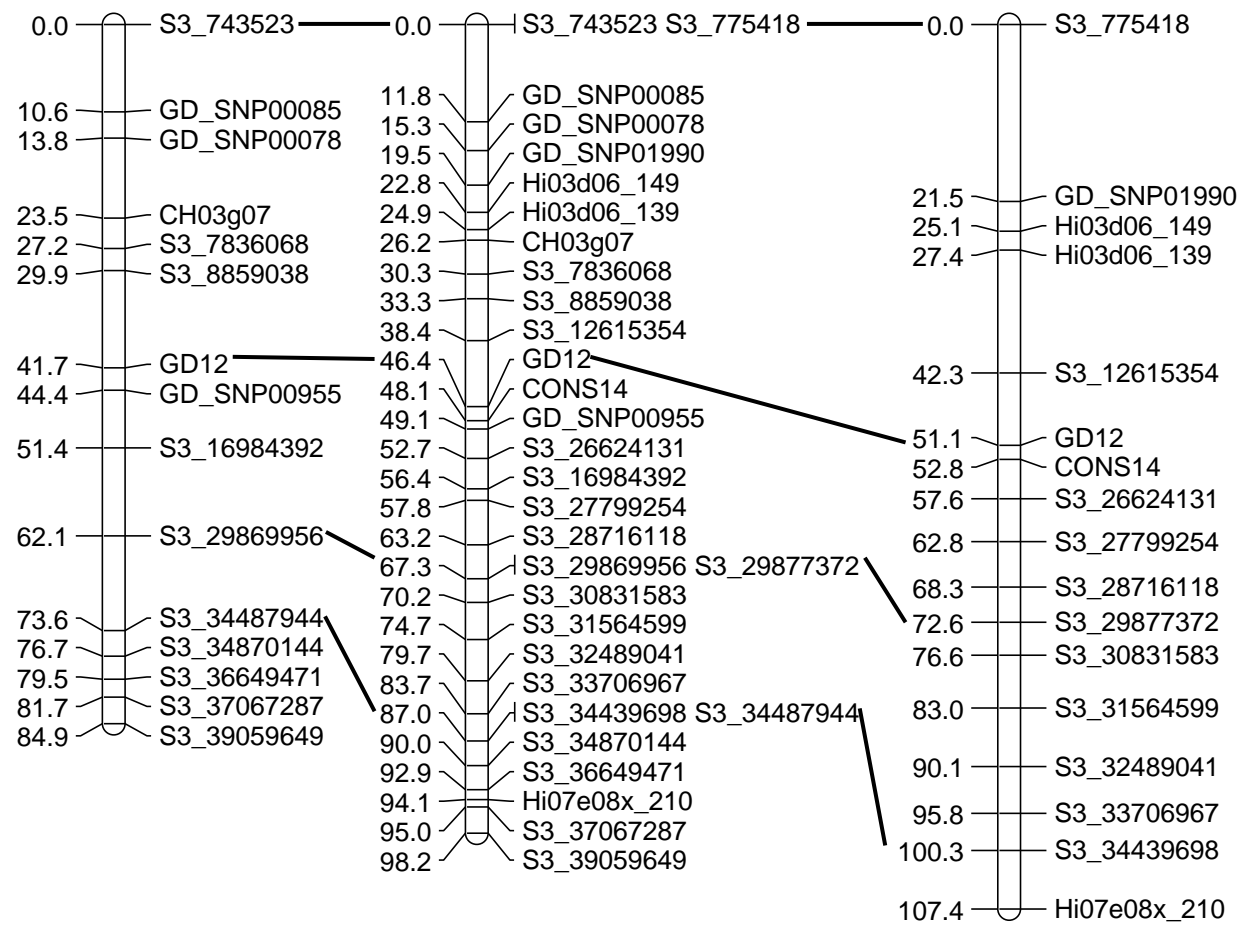 0.0 S3_743523
10.6 GD_SNP00085
13.8 GD_SNP00078
23.5 CH03g07
27.2 S3_7836068
29.9 S3_8859038
41.7 GD12
44.4 GD_SNP00955
51.4 S3_16984392
62.1 S3_29869956
73.6 S3_34487944
76.7 S3_34870144
79.5 S3_36649471
81.7 S3_37067287
84.9 S3_39059649
0.0 S3_743523 S3_775418
11.8 GD_SNP00085
15.3 GD_SNP00078
19.5 GD_SNP01990
22.8 Hi03d06_149
24.9 Hi03d06_139
26.2 CH03g07
30.3 S3_7836068
33.3 S3_8859038
38.4 S3_12615354
46.4 GD12
48.1 CONS14
49.1 GD_SNP00955
52.7 S3_26624131
56.4 S3_16984392
57.8 S3_27799254
63.2 S3_28716118
67.3 S3_29869956 S3_29877372
70.2 S3_30831583
74.7 S3_31564599
79.7 S3_32489041
83.7 S3_33706967
87.0 S3_34439698 S3_34487944
90.0 S3_34870144
92.9 S3_36649471
94.1 Hi07e08x_210
95.0 S3_37067287
98.2 S3_39059649
0.0 S3_775418
21.5 GD_SNP01990
25.1 Hi03d06_149
27.4 Hi03d06_139
42.3 S3_12615354
51.1 GD12
52.8 CONS14
57.6 S3_26624131
62.8 S3_27799254
68.3 S3_28716118
72.6 S3_29877372
76.6 S3_30831583
83.0 S3_31564599
90.1 S3_32489041
95.8 S3_33706967
100.3 S3_34439698
107.4 Hi07e08x_210